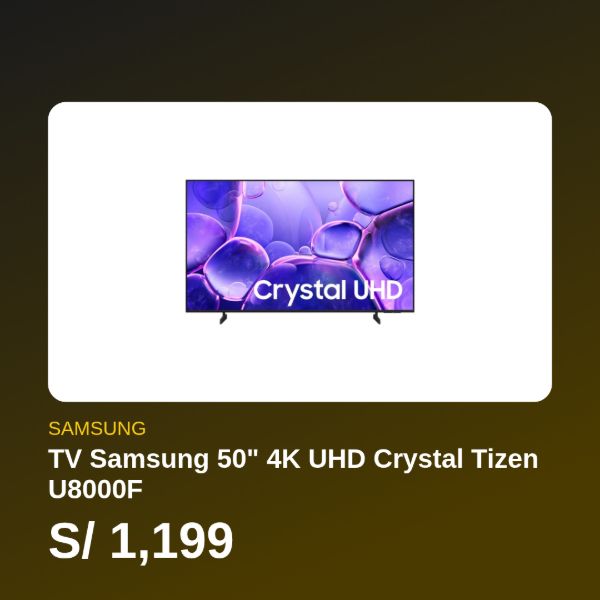 Crystal UHD
SAMSUNG
TV Samsung 50" 4K UHD Crystal Tizen
U8000F
S/ 1,199